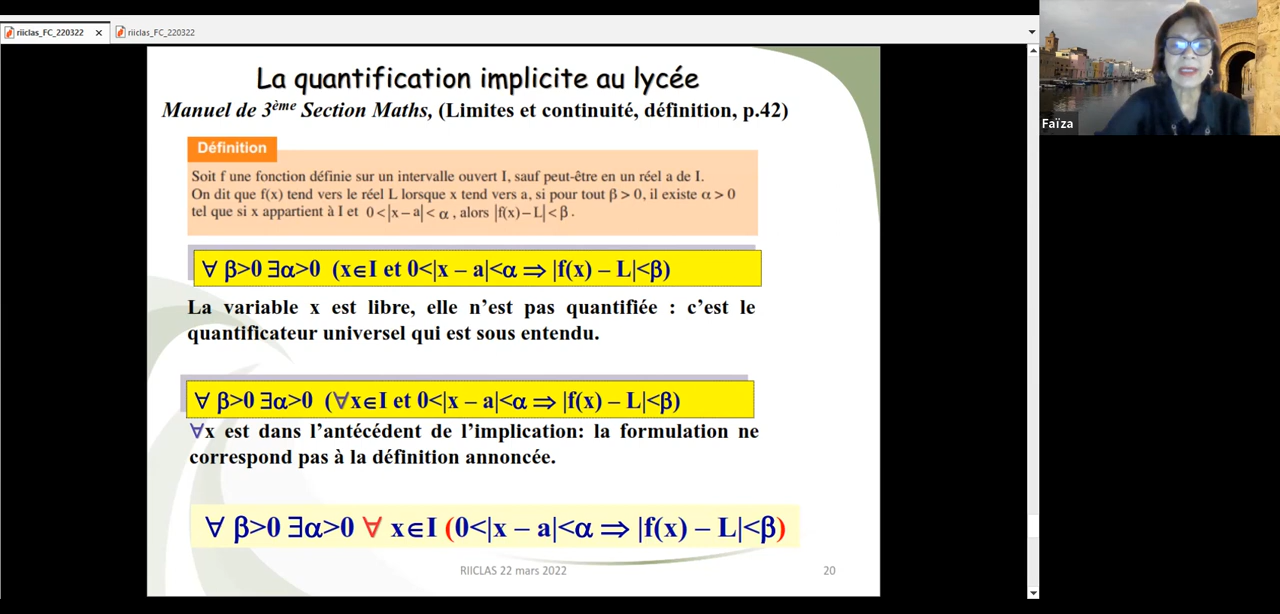 riiclas_FC_220322
riiclas_FC_220322
La quantification implicite au lycée
Manuel de 3ème Section Maths, (Limites et continuité, définition, p.42)
Définition
Soit f une fonction définie sur un intervalle ouvert I, sauf peut-être en un réel a de I.
On dit que f(x) tend vers le réel L lorsque x tend vers a, si pour tout β > 0, il existe α > 0
tel que si x appartient à I et 0 < |x − a| < α, alors |f(x) − L| < β.
∀ β>0 ∃α>0 (x∈I et 0<|x – a|<α ⇒ |f(x) – L|<β)
La variable x est libre, elle n’est pas quantifiée : c’est le
quantificateur universel qui est sous entendu.
∀ β>0 ∃α>0 (∀x∈I et 0<|x – a|<α ⇒ |f(x) – L|<β)
∀x est dans l’antécédent de l’implication: la formulation ne
correspond pas à la définition annoncée.
∀ β>0 ∃α>0 ∀ x∈I (0<|x – a|<α ⇒ |f(x) – L|<β)
RIICLAS 22 mars 2022
20
Faïza